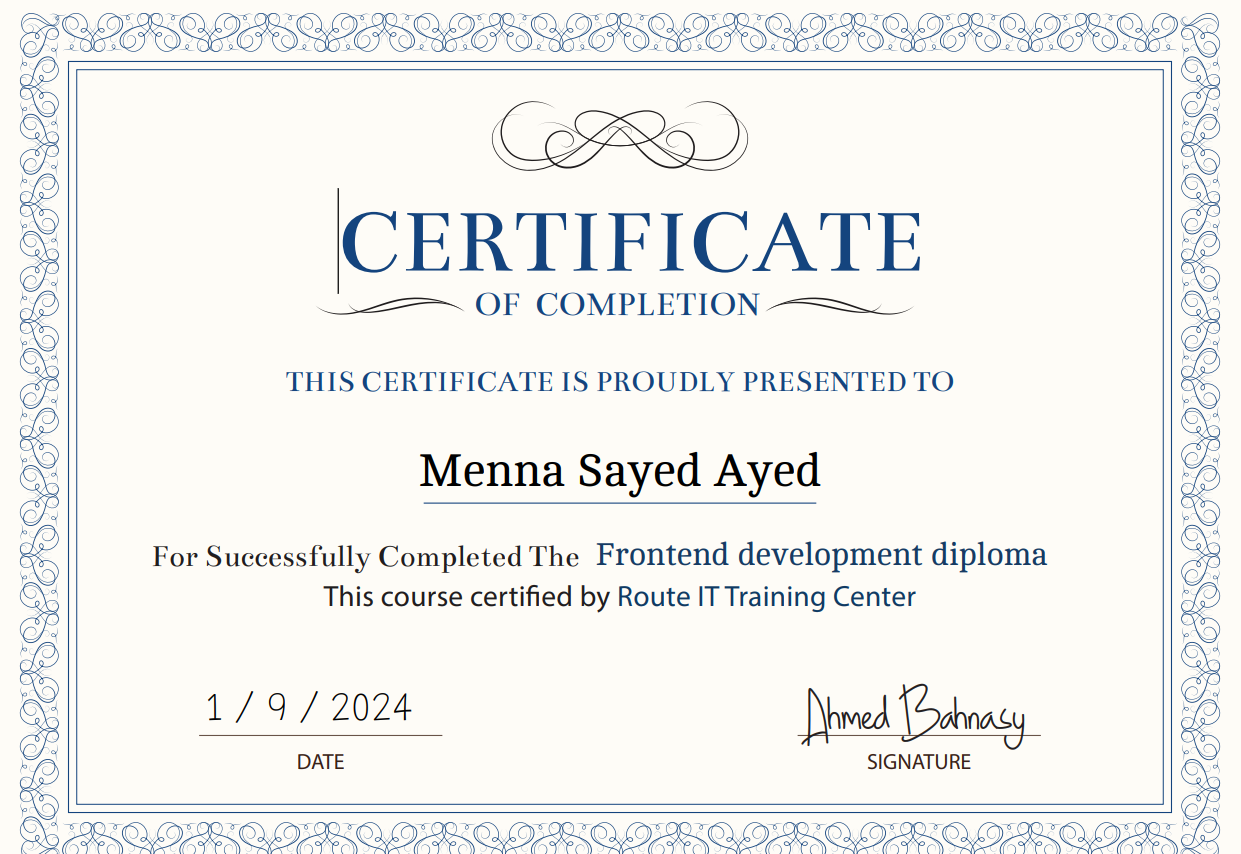 CERTIFICATE
OF COMPLETION
THIS CERTIFICATE IS PROUDLY PRESENTED TO
Menna Sayed Ayed
For Successfully Completed The Frontend development diploma
This course certified by Route IT Training Center
1 / 9 / 2024
Ahmed Bahnasy
DATE
SIGNATURE